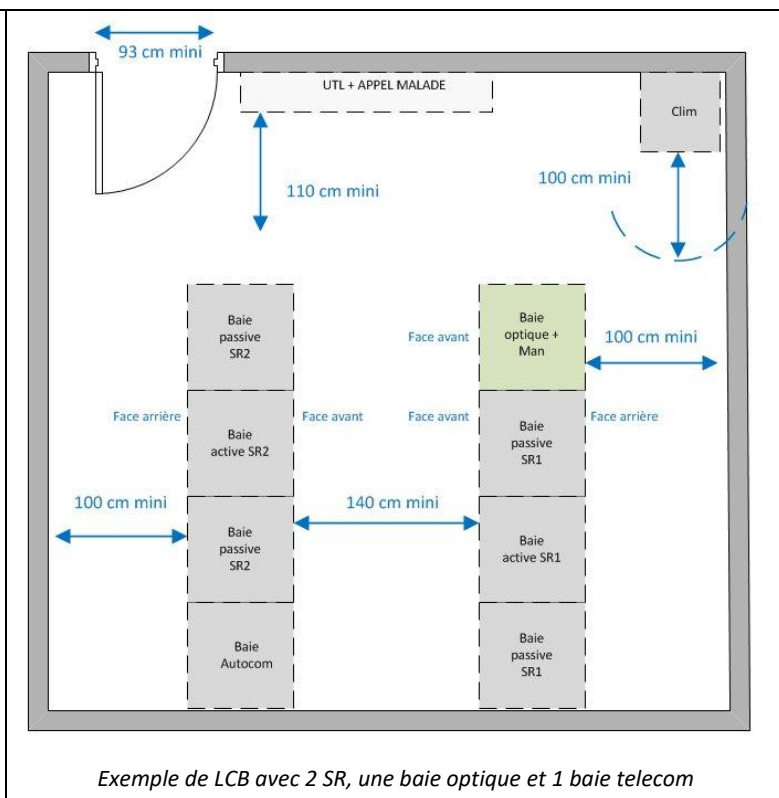 93 cm mini
UTL + APPEL MALADE
Clim
110 cm mini
100 cm mini
Baie
passive
SR2
Face avant
Baie
optique +
Man
100 cm mini
Face arrière
Baie
active SR2
Face avant
Face avant
Baie
passive
SR1
Face arrière
100 cm mini
Baie
passive
SR2
140 cm mini
Baie
active SR1
Baie
Autocom
Baie
passive
SR1
Exemple de LCB avec 2 SR, une baie optique et 1 baie telecom